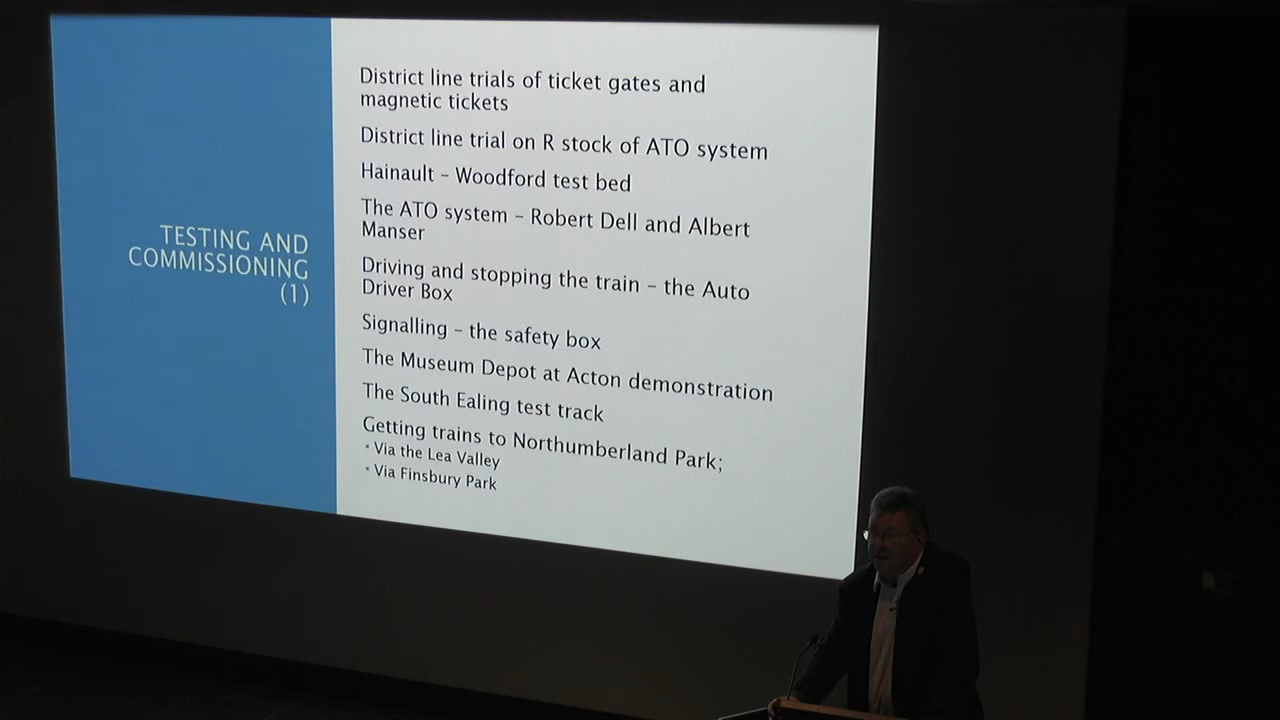 TESTING AND
COMMISSIONING
(1)
District line trials of ticket gates and
magnetic tickets
District line trial on R stock of ATO system
Hainault – Woodford test bed
The ATO system – Robert Dell and Albert
Manser
Driving and stopping the train – the Auto
Driver Box
Signalling – the safety box
The Museum Depot at Acton demonstration
The South Ealing test track
Getting trains to Northumberland Park;
• Via the Lea Valley
• Via Finsbury Park